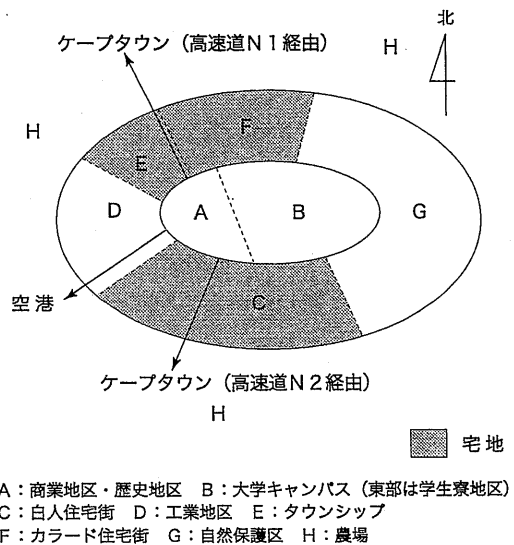 北
ケープタウン（高速道N1経由）
H
H
F
E
D
A
B
G
空港
C
ケープタウン（高速道N2経由）
H
宅地
A：商業地区・歴史地区　B：大学キャンパス（東部は学生寮地区）
C：白人住宅街　D：工業地区　E：タウンシップ
F：カラード住宅街　G：自然保護区　H：農場